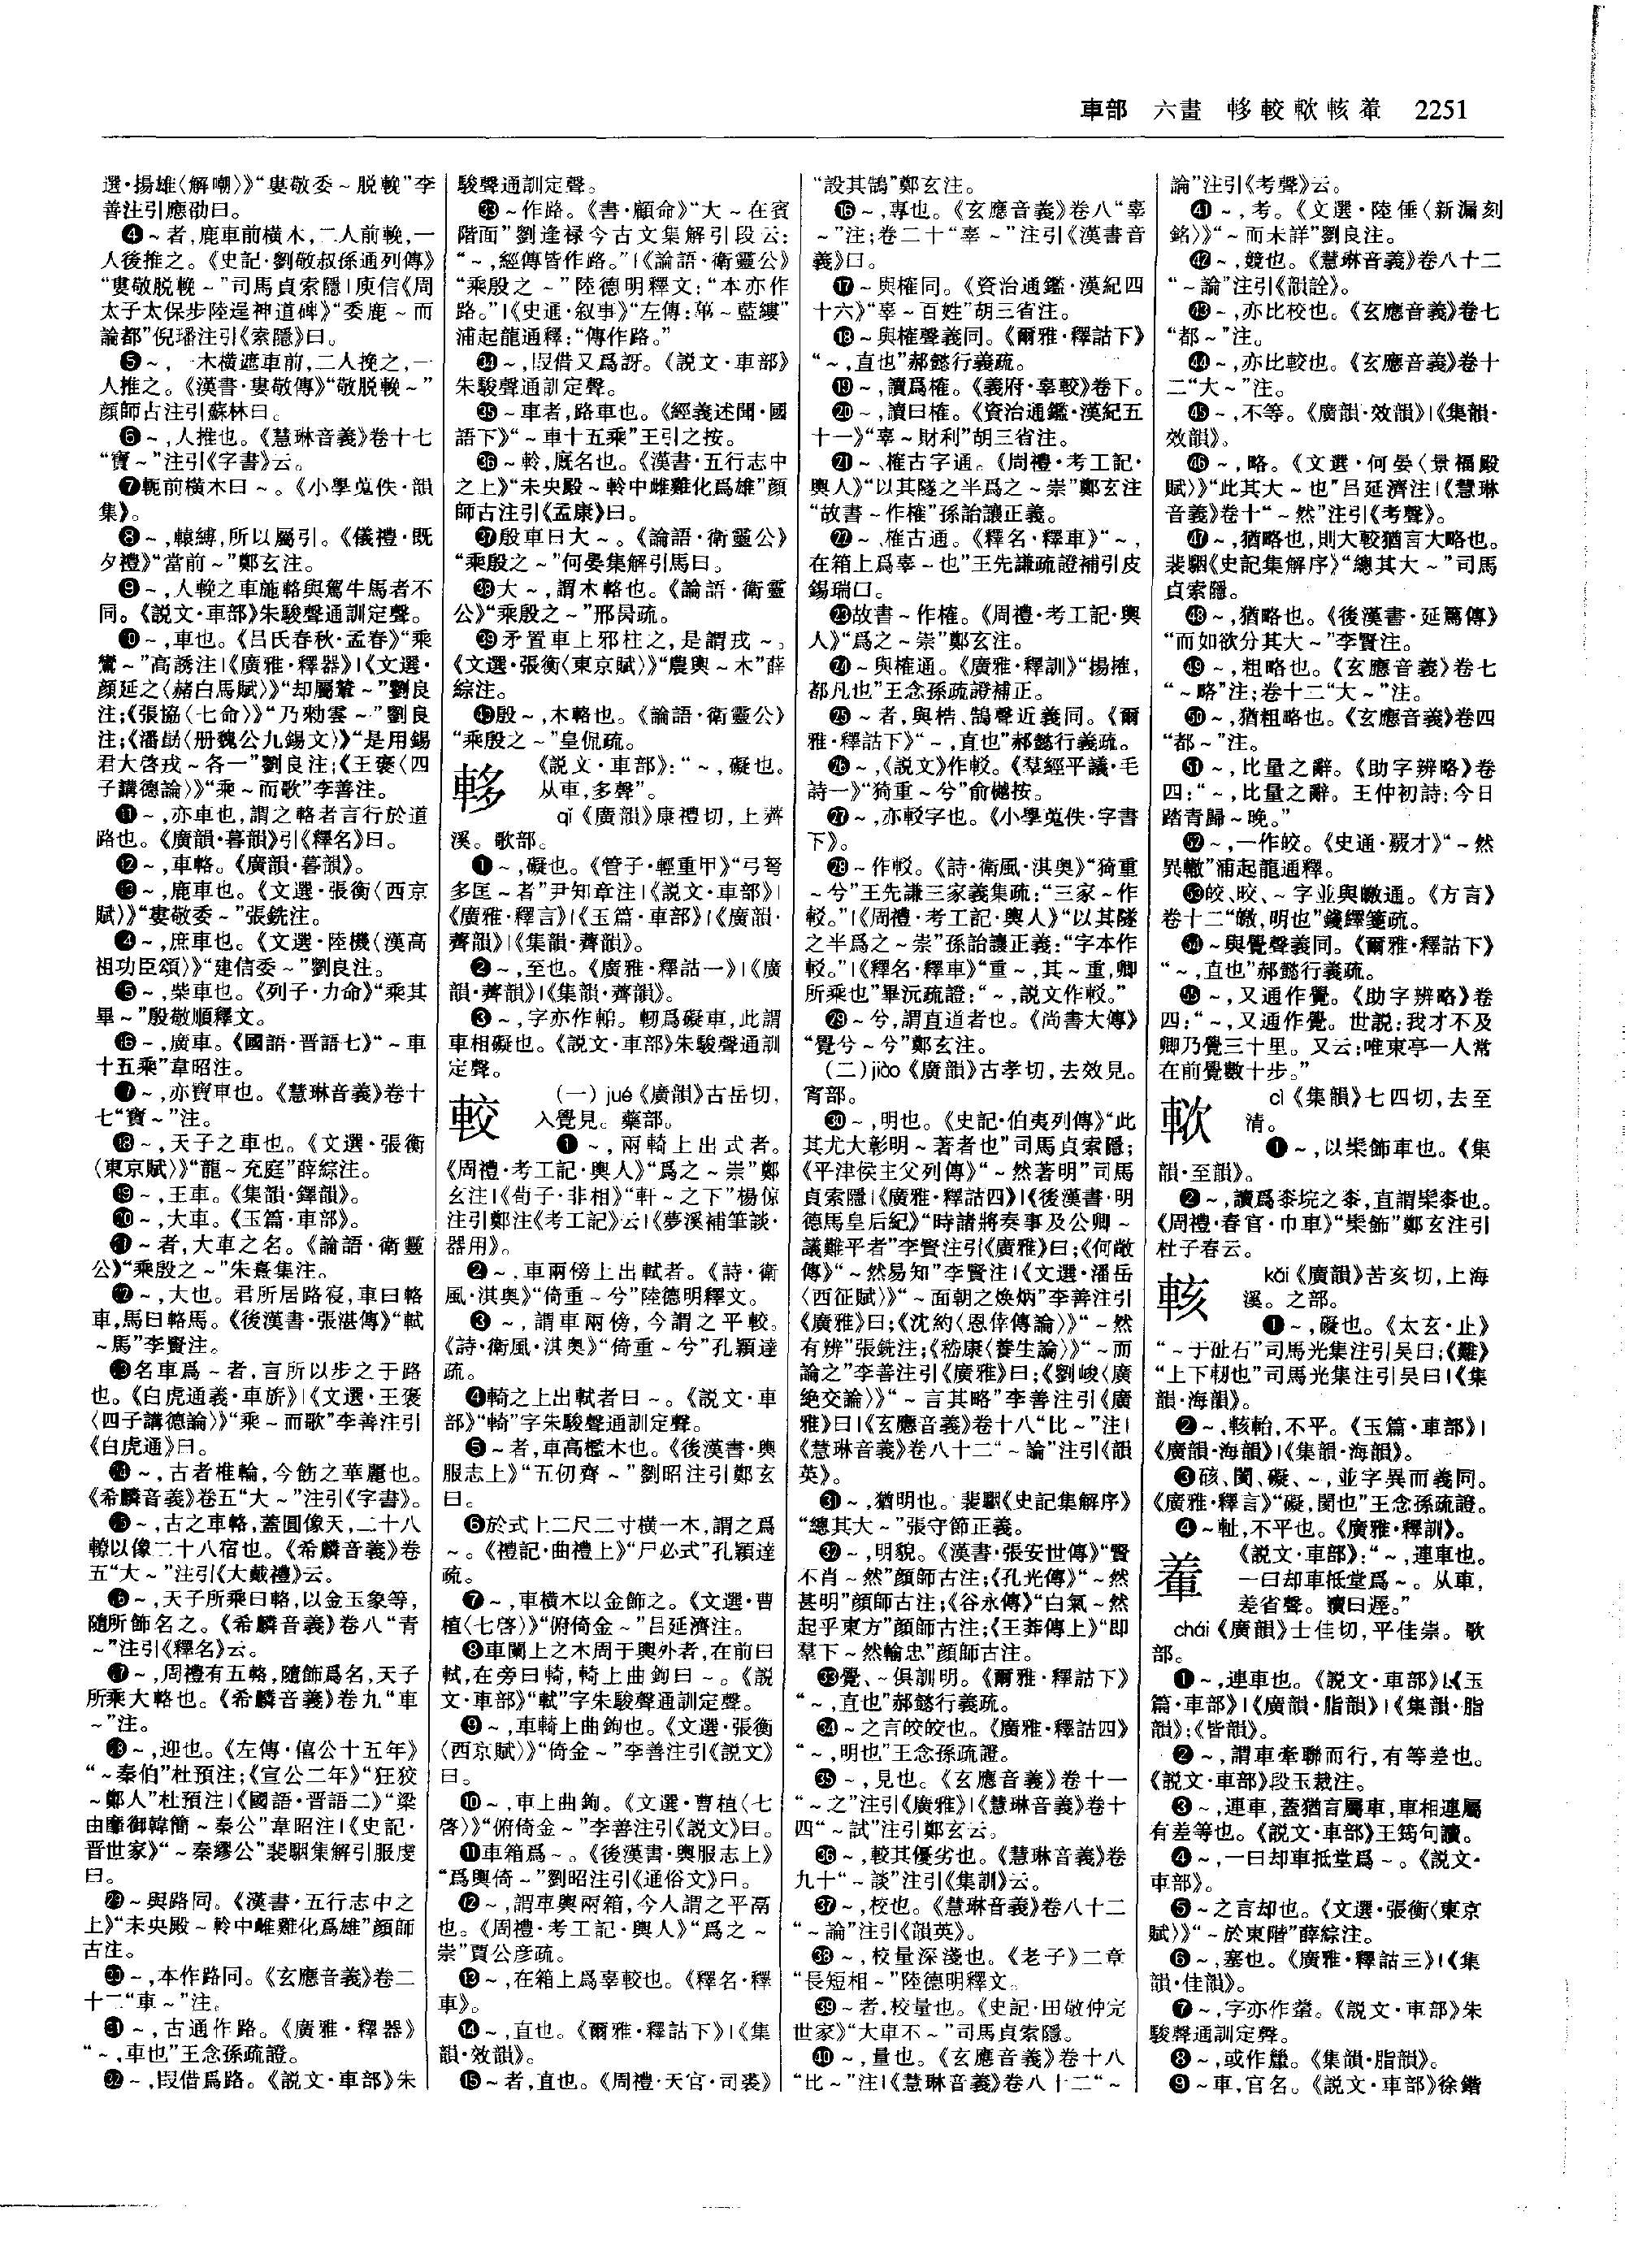 車部　六畫　軬較軟輆𨋩　2251
選·揚雄〈解嘲〉》“婁敬委～脱輓”李
善注引應劭曰。
❹～者,鹿車前橫木,二人前輓,一
人後推之。《史記·劉敬叔孫通列傳》
“婁敬脱輓～”司馬貞索隱|庾信《周
太子太保步陸逞神道碑》“委鹿～而
論都”倪璠注引《索隱》曰。
❺～,一木橫遮車前,二人挽之,一
人推之。《漢書·婁敬傳》“敬脱輓～”
顔師古注引蘇林曰。
❻～,人推也。《慧琳音義》卷十七
“寶～”注引《字書》云。
❼軛前橫木曰～。《小學蒐佚·韻
集》。
❽～,轅縛,所以屬引。《儀禮·既
夕禮》“當前～”鄭玄注。
❾～,人輓之車施輅與駕牛馬者不
同。《説文·車部》朱駿聲通訓定聲。
❿～,車也。《吕氏春秋·孟春》“乘
鸞～”高誘注|《廣雅·釋器》|《文選·
顔延之〈赭白馬賦〉》“却屬輦～”劉良
注;《張協〈七命〉》“乃勑雲～”劉良
注;《潘勗〈册魏公九錫文〉》“是用錫
君大啓戎～各一”劉良注;《王褒〈四
子講德論〉》“乘～而歌”李善注。
⓫～,亦車也,謂之輅者言行於道
路也。《廣韻·暮韻》引《釋名》曰。
⓬～,車輅。《廣韻·暮韻》。
⓭～,鹿車也。《文選·張衡〈西京
賦〉》“婁敬委～”張銑注。
⓮～,庶車也。《文選·陸機〈漢高
祖功臣頌〉》“建信委～”劉良注。
⓯～,柴車也。《列子·力命》“乘其
蓽～”殷敬順釋文。
⓰～,廣車。《國語·晋語七》“～車
十五乘”韋昭注。
⓱～,亦寶車也。《慧琳音義》卷十
七“寶～”注。
⓲～,天子之車也。《文選·張衡
〈東京賦〉》“龍～充庭”薛綜注。
⓳～,王車。《集韻·鐸韻》。
⓴～,大車。《玉篇·車部》。
㉑～者,大車之名。《論語·衛靈
公》“乘殷之～”朱熹集注。
㉒～,大也。君所居路寝,車曰輅
車,馬曰輅馬。《後漢書·張湛傳》“軾
～馬”李賢注。
㉓名車爲～者,言所以步之于路
也。《白虎通義·車旂》|《文選·王褒
〈四子講德論〉》“乘～而歌”李善注引
《白虎通》曰。
㉔～,古者椎輪,今飭之華麗也。
《希麟音義》卷五“大～”注引《字書》。
㉕～,古之車輅,蓋圓像天,二十八
轑以像二十八宿也。《希麟音義》卷
五“大～”注引《大戴禮》云。
㉖～,天子所乘曰輅,以金玉象等,
隨所飾名之。《希麟音義》卷八“青
～”注引《釋名》云。
㉗～,周禮有五輅,隨飾爲名,天子
所乘大輅也。《希麟音義》卷九“車
～”注。
㉘～,迎也。《左傳·僖公十五年》
“～秦伯”杜預注;《宣公二年》“狂狡
～鄭人”杜預注|《國語·晋語二》“梁
由靡御韓簡～秦公”韋昭注|《史記·
晋世家》“～秦繆公”裴駰集解引服虔
曰。
㉙～與路同。《漢書·五行志中之
上》“未央殿～軨中雌雞化爲雄”顔師
古注。
㉚～,本作路同。《玄應音義》卷二
十二“車～”注。
㉛～,古通作路。《廣雅·釋器》
“～,車也”王念孫疏證。
㉜～,叚借爲路。《説文·車部》朱
駿聲通訓定聲。
㉝～作路。《書·顧命》“大～在賓
階面”劉逢禄今古文集解引段云:
“～,經傳皆作路。”|《論語·衛靈公》
“乘殷之～”陸德明釋文:“本亦作
路。”|《史通·叙事》“左傳:篳～藍縷”
浦起龍通釋:“傳作路。”
㉞～,叚借又爲訝。《説文·車部》
朱駿聲通訓定聲。
㉟～車者,路車也。《經義述聞·國
語下》“～車十五乘”王引之按。
㊱～軨,厩名也。《漢書·五行志中
之上》“未央殿～軨中雌雞化爲雄”顔
師古注引《孟康》曰。
㊲殷車曰大～。《論語·衛靈公》
“乘殷之～”何晏集解引馬曰。
㊳大～,謂木輅也。《論語·衛靈
公》“乘殷之～”邢昺疏。
㊴矛置車上邪柱之,是謂戎～。
《文選·張衡〈東京賦〉》“農輿～木”薛
綜注。
㊵殷～,木輅也。《論語·衛靈公》
“乘殷之～”皇侃疏。
䡔　《説文·車部》:“～,礙也。
从車,多聲”。
qǐ《廣韻》康禮切,上薺
溪。歌部。
❶～,礙也。《管子·輕重甲》“弓弩
多匡～者”尹知章注|《説文·車部》|
《廣雅·釋言》|《玉篇·車部》|《廣韻·
薺韻》|《集韻·薺韻》。
❷～,至也。《廣雅·釋詁一》|《廣
韻·薺韻》|《集韻·薺韻》。
❸～,字亦作𨋎。軔爲礙車,此謂
車相礙也。《説文·車部》朱駿聲通訓
定聲。
較　(一)jué《廣韻》古岳切,
入覺見。藥部。
❶～,兩輢上出式者。
《周禮·考工記·輿人》“爲之～崇”鄭
玄注|《荀子·非相》“軒～之下”楊倞
注引鄭注《考工記》云|《夢溪補筆談·
器用》。
❷～,車兩傍上出軾者。《詩·衛
風·淇奥》“倚重～兮”陸德明釋文。
❸～,謂車兩傍,今謂之平較。
《詩·衛風·淇奥》“倚重～兮”孔穎達
疏。
❹輢之上出軾者曰～。《説文·車
部》“輢”字朱駿聲通訓定聲。
❺～者,車高檻木也。《後漢書·輿
服志上》“五仞齊～”劉昭注引鄭玄
曰。
❻於式上二尺二寸橫一木,謂之爲
～。《禮記·曲禮上》“尸必式”孔穎達
疏。
❼～,車橫木以金飾之。《文選·曹
植〈七啓〉》“俯倚金～”吕延濟注。
❽車闌上之木周于輿外者,在前曰
軾,在旁曰輢,輢上曲鉤曰～。《説
文·車部》“軾”字朱駿聲通訓定聲。
❾～,車輢上曲鉤也。《文選·張衡
〈西京賦〉》“倚金～”李善注引《説文》
曰。
❿～,車上曲鉤。《文選·曹植〈七
啓〉》“俯倚金～”李善注引《説文》曰。
⓫車箱爲～。《後漢書·輿服志上》
“爲輿倚～”劉昭注引《通俗文》曰。
⓬～,謂車輿兩箱,今人謂之平鬲
也。《周禮·考工記·輿人》“爲之～
崇”賈公彦疏。
⓭～,在箱上爲辜較也。《釋名·釋
車》。
⓮～,直也。《爾雅·釋詁下》|《集
韻·效韻》。
⓯～者,直也。《周禮·天官·司裘》
“設其鵠”鄭玄注。
⓰～,專也。《玄應音義》卷八“辜
～”注;卷二十“辜～”注引《漢書音
義》曰。
⓱～與榷同。《資治通鑑·漢紀四
十六》“辜～百姓”胡三省注。
⓲～與榷聲義同。《爾雅·釋詁下》
“～,直也”郝懿行義疏。
⓳～,讀爲榷。《義府·辜較》卷下。
⓴～,讀曰榷。《資治通鑑·漢紀五
十一》“辜～財利”胡三省注。
㉑～、榷古字通。《周禮·考工記·
輿人》“以其隧之半爲之～崇”鄭玄注
“故書～作榷”孫詒讓正義。
㉒～、榷古通。《釋名·釋車》“～,
在箱上爲辜～也”王先謙疏證補引皮
錫瑞曰。
㉓故書～作榷。《周禮·考工記·輿
人》“爲之～崇”鄭玄注。
㉔～與榷通。《廣雅·釋訓》“揚榷,
都凡也”王念孫疏證補正。
㉕～者,與梏、鵠聲近義同。《爾
雅·釋詁下》“～,直也”郝懿行義疏。
㉖～,《説文》作較。《羣經平議·毛
詩一》“猗重～兮”俞樾按。
㉗～,亦較字也。《小學蒐佚·字書
下》。
㉘～作較。《詩·衛風·淇奥》“猗重
～兮”王先謙三家義集疏:“三家～作
較。”|《周禮·考工記·輿人》“以其隧
之半爲之～崇”孫詒讓正義:“字本作
較。”|《釋名·釋車》“重～,其～重,卿
所乘也”畢沅疏證:“～,説文作較。”
㉙～兮,謂直道者也。《尚書大傳》
“覺兮～兮”鄭玄注。
(二)jiào《廣韻》古孝切,去效見。
宵部。
㉚～,明也。《史記·伯夷列傳》“此
其尤大彰明～著者也”司馬貞索隱;
《平津侯主父列傳》“～然著明”司馬
貞索隱|《廣雅·釋詁四》|《後漢書·明
德馬皇后紀》“時諸將奏事及公卿～
議難平者”李賢注引《廣雅》曰;《何敞
傳》“～然易知”李賢注|《文選·潘岳
〈西征賦〉》“～面朝之焕炳”李善注引
《廣雅》曰;《沈約〈恩倖傳論〉》“～然
有辨”張銑注;《嵇康〈養生論〉》“～而
論之”李善注引《廣雅》曰;《劉峻〈廣
絶交論〉》“～言其略”李善注引《廣
雅》曰|《玄應音義》卷十八“比～”注|
《慧琳音義》卷八十二“～論”注引《韻
英》。
㉛～,猶明也。裴駰《史記集解序》
“總其大～”張守節正義。
㉜～,明貌。《漢書·張安世傳》“賢
不肖～然”顔師古注;《孔光傳》“～然
甚明”顔師古注;《谷永傳》“白氣～然
起乎東方”顔師古注;《王莽傳上》“即
羣下～然輸忠”顔師古注。
㉝覺、～俱訓明。《爾雅·釋詁下》
“～,直也”郝懿行義疏。
㉞～之言皎皎也。《廣雅·釋詁四》
“～,明也”王念孫疏證。
㉟～,見也。《玄應音義》卷十一
“～之”注引《廣雅》|《慧琳音義》卷十
四“～試”注引鄭玄云。
㊱～,較其優劣也。《慧琳音義》卷
九十“～談”注引《集訓》云。
㊲～,校也。《慧琳音義》卷八十二
“～論”注引《韻英》。
㊳～,校量深淺也。《老子》二章
“長短相～”陸德明釋文。
㊴～者,校量也。《史記·田敬仲完
世家》“大車不～”司馬貞索隱。
㊵～,量也。《玄應音義》卷十八
“比～”注|《慧琳音義》卷八十二“～
論”注引《考聲》云。
㊶～,考。《文選·陸倕〈新漏刻
銘〉》“～而未詳”劉良注。
㊷～,競也。《慧琳音義》卷八十二
“～論”注引《韻詮》。
㊸～,亦比校也。《玄應音義》卷七
“都～”注。
㊹～,亦比較也。《玄應音義》卷十
二“大～”注。
㊺～,不等。《廣韻·效韻》|《集韻·
效韻》。
㊻～,略。《文選·何晏〈景福殿
賦〉》“此其大～也”吕延濟注|《慧琳
音義》卷十“～然”注引《考聲》。
㊼～,猶略也,則大較猶言大略也。
裴駰《史記集解序》“總其大～”司馬
貞索隱。
㊽～,猶略也。《後漢書·延篤傳》
“而如欲分其大～”李賢注。
㊾～,粗略也。《玄應音義》卷七
“～略”注;卷十二“大～”注。
㊿～,猶粗略也。《玄應音義》卷四
“都～”注。
51～,比量之辭。《助字辨略》卷
四:“～,比量之辭。王仲初詩:今日
踏青歸～晚。”
52～,一作皎。《史通·覈才》“～然
異轍”浦起龍通釋。
53皎、晈、～字並與皦通。《方言》
卷十二“皦,明也”錢繹箋疏。
54～與覺聲義同。《爾雅·釋詁下》
“～,直也”郝懿行義疏。
55～,又通作覺。《助字辨略》卷
四:“～,又通作覺。世説:我才不及
卿乃覺三十里。又云:唯東亭一人常
在前覺數十步。”
軟　cì《集韻》七四切,去至
清。
❶～,以桼飾車也。《集
韻·至韻》。
❷～,讀爲桼垸之桼,直謂髹桼也。
《周禮·春官·巾車》“髹飾”鄭玄注引
杜子春云。
輆　kǎi《廣韻》苦亥切,上海
溪。之部。
❶～,礙也。《太玄·止》
“～于砋石”司馬光集注引吴曰;《難》
“上下軔也”司馬光集注引吴曰|《集
韻·海韻》。
❷～,輆軩,不平。《玉篇·車部》|
《廣韻·海韻》|《集韻·海韻》。
❸硋、閡、礙、～,並字異而義同。
《廣雅·釋言》“礙,閡也”王念孫疏證。
❹～軩,不平也。《廣雅·釋訓》。
𨋩　《説文·車部》:“～,連車也。
一曰却車抵堂爲～。从車,
差省聲。讀曰遲。”
chái《廣韻》士佳切,平佳崇。歌
部。
❶～,連車也。《説文·車部》|《玉
篇·車部》|《廣韻·脂韻》|《集韻·脂
韻》;《皆韻》。
❷～,謂車牽聯而行,有等差也。
《説文·車部》段玉裁注。
❸～,連車,蓋猶言屬車,車相連屬
有差等也。《説文·車部》王筠句讀。
❹～,一曰却車抵堂爲～。《説文·
車部》。
❺～之言却也。《文選·張衡〈東京
賦〉》“～於東階”薛綜注。
❻～,塞也。《廣雅·釋詁三》|《集
韻·佳韻》。
❼～,字亦作輂。《説文·車部》朱
駿聲通訓定聲。
❽～,或作䡨。《集韻·脂韻》。
❾～車,官名。《説文·車部》徐鍇